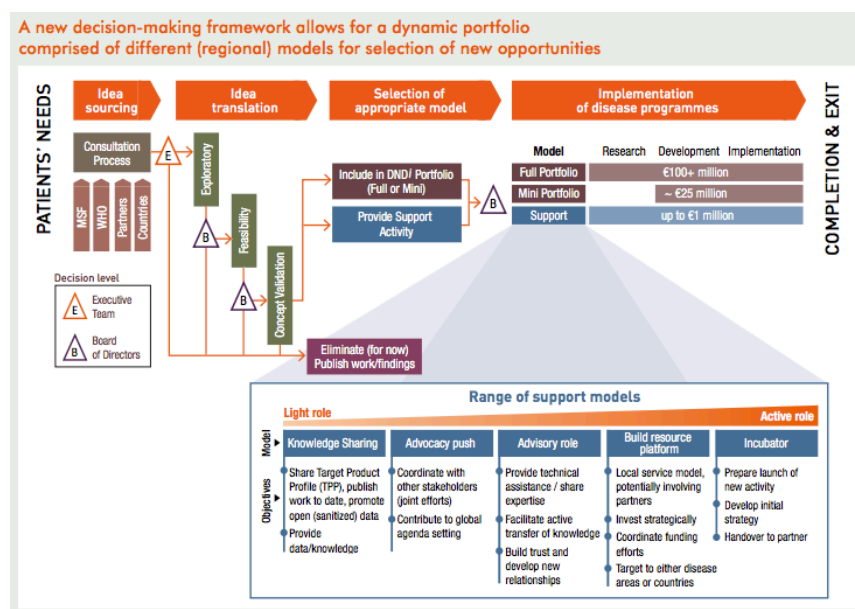 A new decision-making framework allows for a dynamic portfolio
comprised of different (regional) models for selection of new opportunities
PATIENTS' NEEDS
Idea
sourcing
Idea
translation
Selection of
appropriate model
Implementation
of disease programmes
COMPLETION & EXIT
Consultation
Process
E
MSF
WHO
Partners
Countries
Exploratory
B
Feasibility
B
Concept Validation
Include in DND/ Portfolio
(Full or Mini)
Provide Support
Activity
B
Eliminate (for now)
Publish work/findings
Model
Research
Development
Implementation
Full Portfolio
€100+ million
Mini Portfolio
~ €25 million
Support
up to €1 million
Decision level
E
Executive
Team
B
Board
of Directors
Range of support models
Light role
Active role
Model
Knowledge Sharing
Advocacy push
Advisory role
Build resource
platform
Incubator
Objectives
Share Target Product
Profile (TPP), publish
work to date, promote
open (sanitized) data
Provide
data/knowledge
Coordinate with
other stakeholders
(joint efforts)
Contribute to global
agenda setting
Provide technical
assistance / share
expertise
Facilitate active
transfer of knowledge
Build trust and
develop new
relationships
Local service model,
potentially involving
partners
Invest strategically
Coordinate funding
efforts
Target to either disease
areas or countries
Prepare launch of
new activity
Develop initial
strategy
Handover to partner